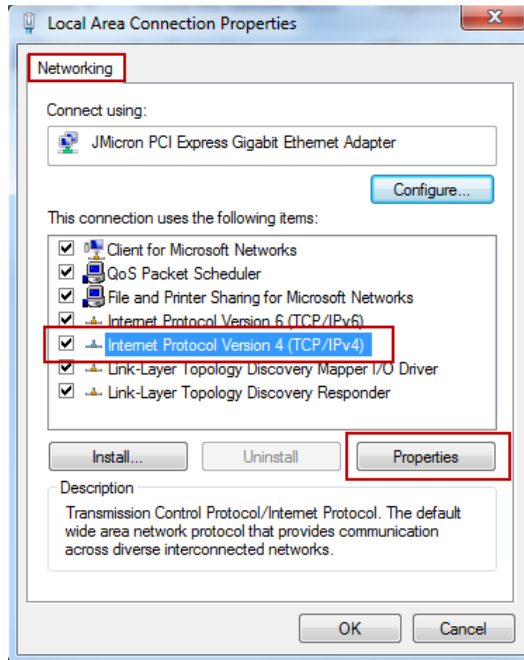 Local Area Connection Properties
Networking
Connect using:
JMicron PCI Express Gigabit Ethernet Adapter
Configure...
This connection uses the following items:
Client for Microsoft Networks
QoS Packet Scheduler
File and Printer Sharing for Microsoft Networks
Internet Protocol Version 6 (TCP/IPv6)
Internet Protocol Version 4 (TCP/IPv4)
Link-Layer Topology Discovery Mapper I/O Driver
Link-Layer Topology Discovery Responder
Install... Uninstall Properties
Description
Transmission Control Protocol/Internet Protocol. The default
wide area network protocol that provides communication
across diverse interconnected networks.
OK Cancel